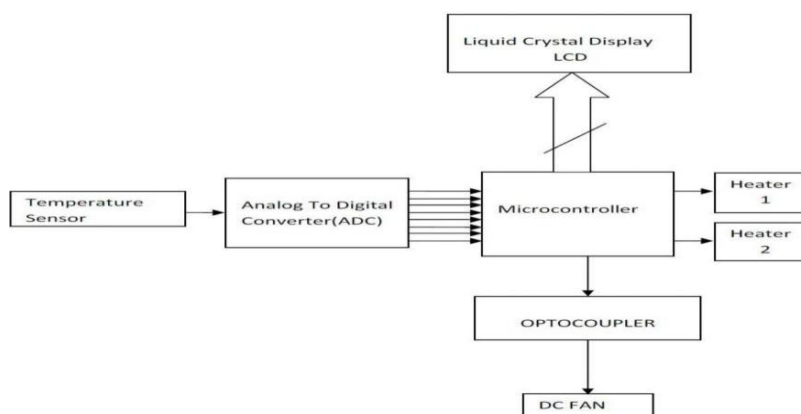 Liquid Crystal Display
LCD
Temperature
Sensor
Analog To Digital
Converter(ADC)
Microcontroller
Heater
1
Heater
2
OPTOCOUPLER
DC FAN